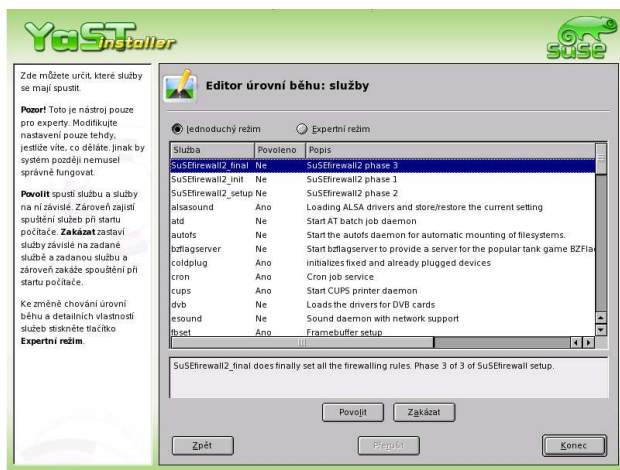 YaST
installer
SUSE
Zde můžete určit, které služby
se mají spustit.
Pozor! Toto je nástroj pouze
pro experty. Modifikujte
nastavení pouze tehdy,
jestliže víte, co děláte. Jinak by
systém později nemusel
správně fungovat.
Povolit spustí službu a služby
na ní závislé. Zároveň zajistí
spuštění služeb při startu
počítače. Zakázat zastaví
služby závislé na zadané
službě a zadanou službu a
zároveň zakáže spouštění při
startu počítače.
Ke změně chování úrovní
běhu a detailních vlastností
služeb stiskněte tlačítko
Expertní režim.
Editor úrovní běhu: služby
Jednoduchý režim Expertní režim
Služba Povoleno Popis
SuSEfirewall2_final Ne SuSEfirewall2 phase 3
SuSEfirewall2_init Ne SuSEfirewall2 phase 1
SuSEfirewall2_setup Ne SuSEfirewall2 phase 2
alsasound Ano Loading ALSA drivers and store/restore the current setting
atd Ne Start AT batch job daemon
autofs Ne Start the autofs daemon for automatic mounting of filesystems.
bzflagserver Ne Start bzflagserver to provide a server for the popular tank game BZFla
coldplug Ano initializes fixed and already plugged devices
cron Ano Cron job service
cups Ano Start CUPS printer daemon
dvb Ne Loads the drivers for DVB cards
esound Ne Sound daemon with network support
fbset Ano Framebuffer setup
SuSEfirewall2_final does finally set all the firewalling rules. Phase 3 of 3 of SuSEfirewall setup.
Povolit Zakázat
Zpět Přerušit Konec